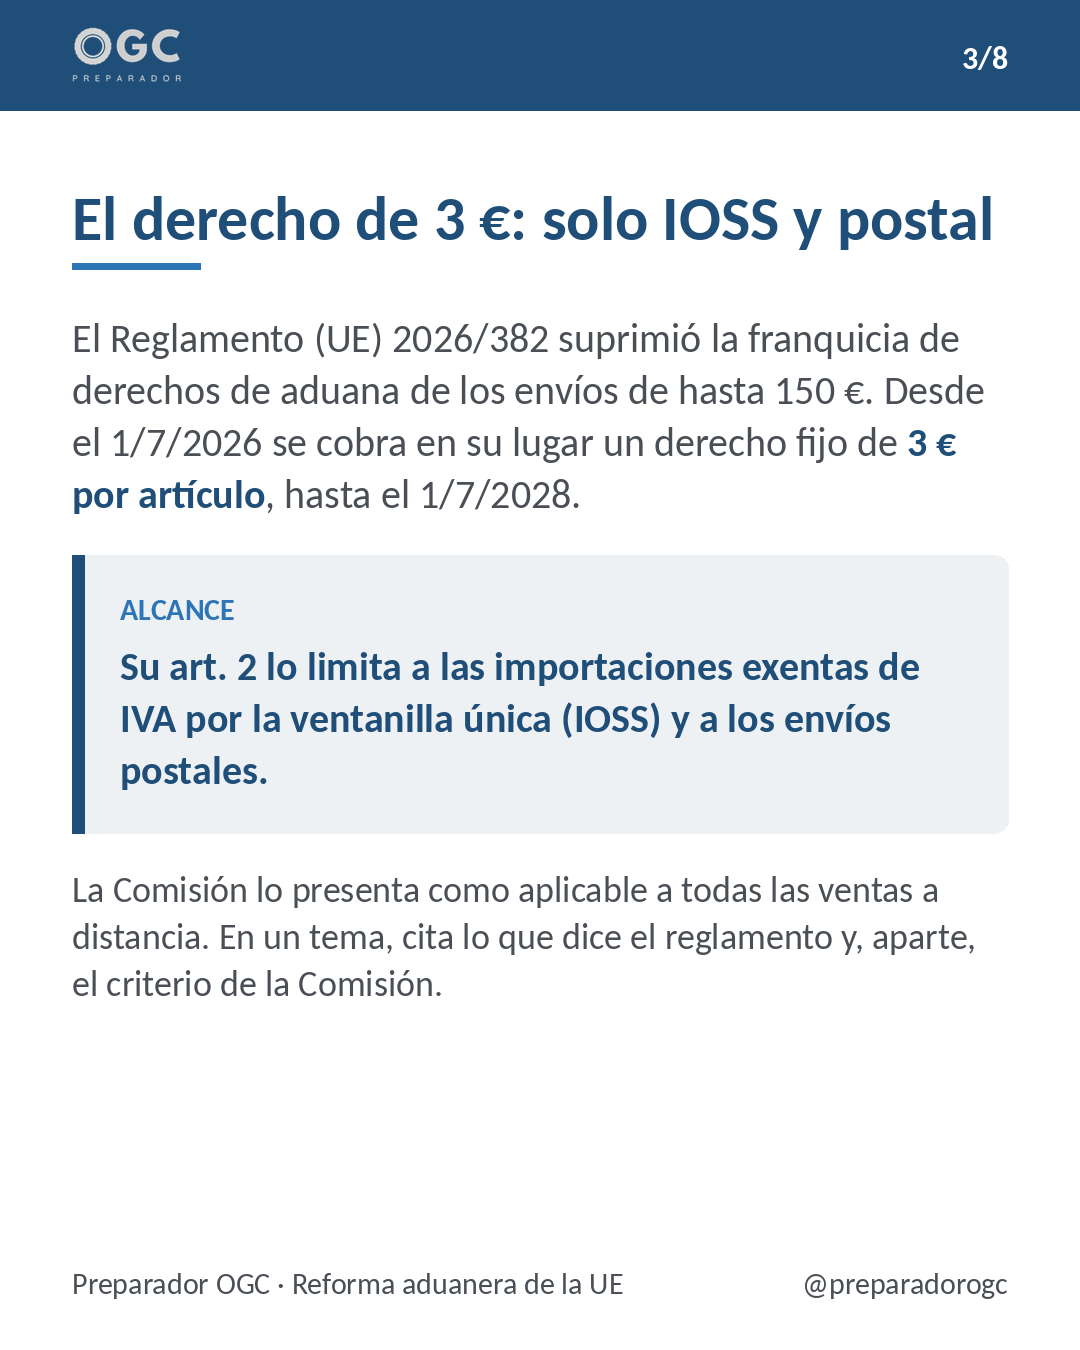 OGC
PREPARADOR
3/8
El derecho de 3 €: solo IOSS y postal
El Reglamento (UE) 2026/382 suprimió la franquicia de
derechos de aduana de los envíos de hasta 150 €. Desde
el 1/7/2026 se cobra en su lugar un derecho fijo de 3 €
por artículo, hasta el 1/7/2028.
ALCANCE
Su art. 2 lo limita a las importaciones exentas de
IVA por la ventanilla única (IOSS) y a los envíos
postales.
La Comisión lo presenta como aplicable a todas las ventas a
distancia. En un tema, cita lo que dice el reglamento y, aparte,
el criterio de la Comisión.
Preparador OGC · Reforma aduanera de la UE
@preparadorogc